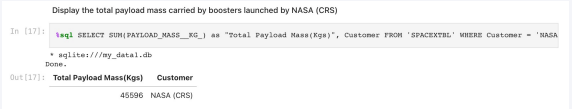 Display the total payload mass carried by boosters launched by NASA (CRS)
In [17]: %sql SELECT SUM(PAYLOAD_MASS__KG_) as "Total Payload Mass(Kgs)", Customer FROM 'SPACEXTBL' WHERE Customer = 'NASA
* sqlite:///my_data1.db
Done.
Out[17]: Total Payload Mass(Kgs) Customer
45596 NASA (CRS)